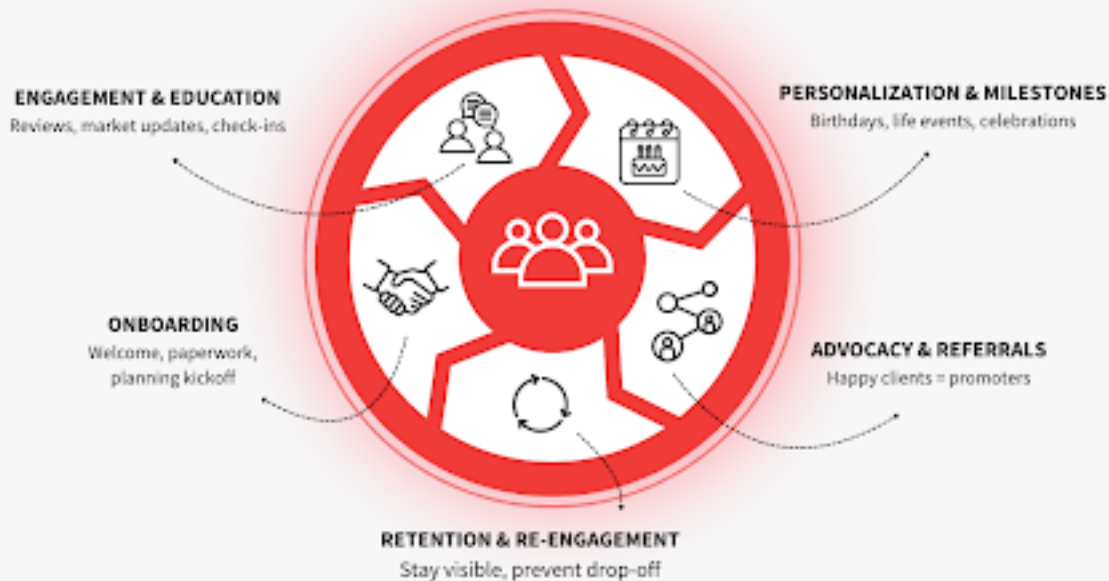 ENGAGEMENT & EDUCATION
Reviews, market updates, check-ins
PERSONALIZATION & MILESTONES
Birthdays, life events, celebrations
ONBOARDING
Welcome, paperwork,
planning kickoff
ADVOCACY & REFERRALS
Happy clients = promoters
RETENTION & RE-ENGAGEMENT
Stay visible, prevent drop-off